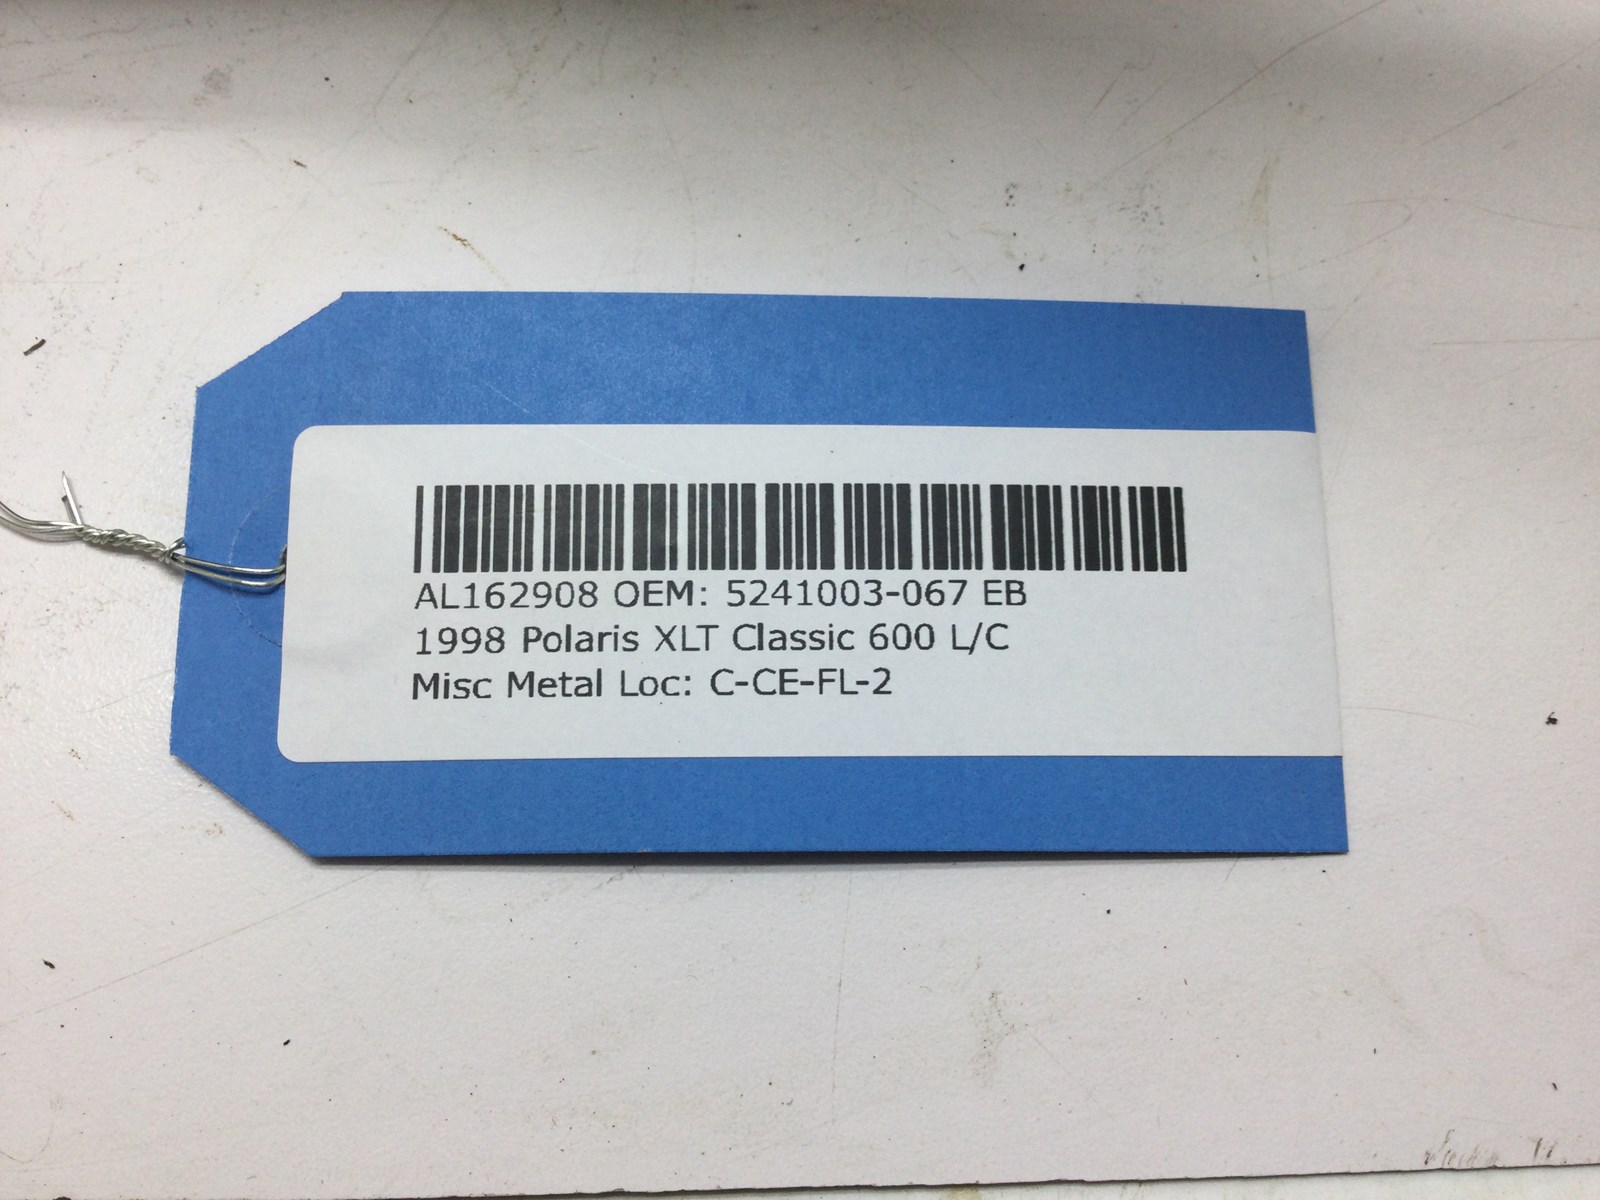 AL162908 OEM: 5241003-067 EB
1998 Polaris XLT Classic 600 L/C
Misc Metal Loc: C-CE-FL-2